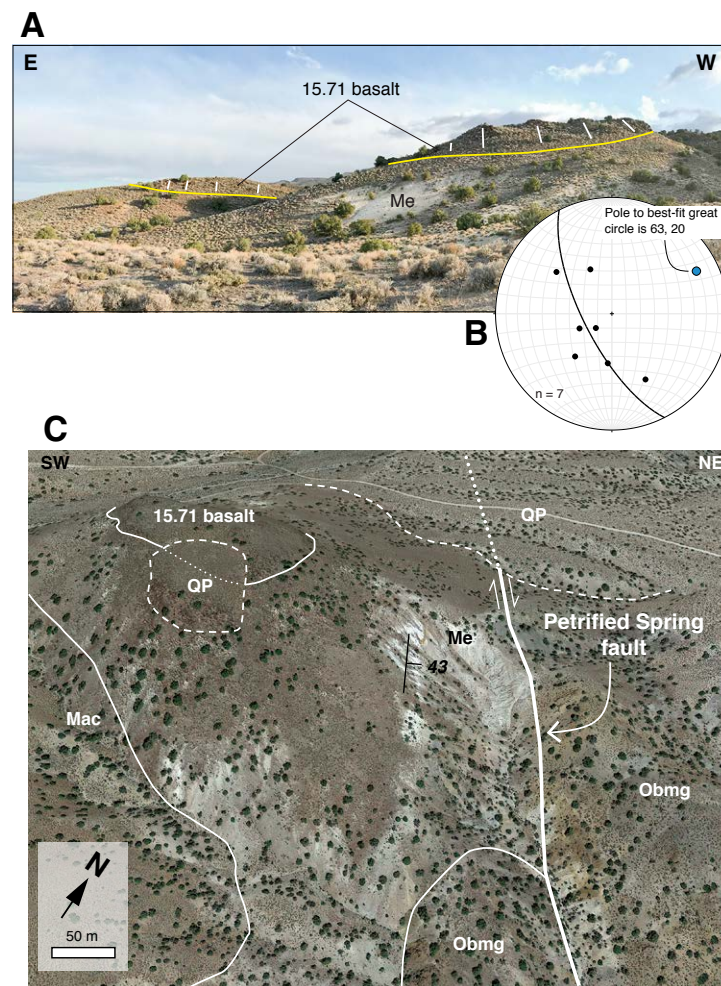 A
E
W
15.71 basalt
Me
Pole to best-fit great
circle is 63, 20
B
n = 7
C
SW
NE
15.71 basalt
QP
QP
Me
Petrified Spring
fault
43
Mac
Obmg
N
50 m
Obmg